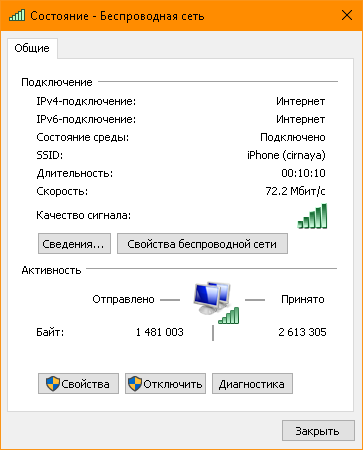 Состояние - Беспроводная сеть
Общие
Подключение
IPv4-подключение: Интернет
IPv6-подключение: Интернет
Состояние среды: Подключено
SSID: iPhone (cirnaya)
Длительность: 00:10:10
Скорость: 72.2 Мбит/с
Качество сигнала:
Сведения... Свойства беспроводной сети
Активность
Отправлено — Принято
Байт: 1 481 003 2 613 305
Свойства Отключить Диагностика
Закрыть